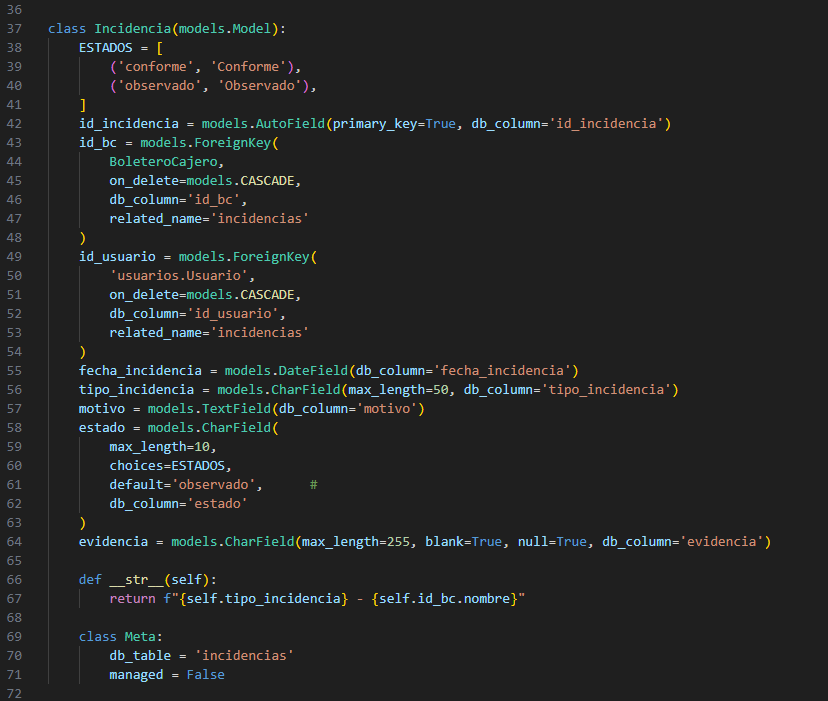 36
37 class Incidencia(models.Model):
38     ESTADOS = [
39         ('conforme', 'Conforme'),
40         ('observado', 'Observado'),
41     ]
42     id_incidencia = models.AutoField(primary_key=True, db_column='id_incidencia')
43     id_bc = models.ForeignKey(
44         BoleteroCajero,
45         on_delete=models.CASCADE,
46         db_column='id_bc',
47         related_name='incidencias'
48     )
49     id_usuario = models.ForeignKey(
50         'usuarios.Usuario',
51         on_delete=models.CASCADE,
52         db_column='id_usuario',
53         related_name='incidencias'
54     )
55     fecha_incidencia = models.DateField(db_column='fecha_incidencia')
56     tipo_incidencia = models.CharField(max_length=50, db_column='tipo_incidencia')
57     motivo = models.TextField(db_column='motivo')
58     estado = models.CharField(
59         max_length=10,
60         choices=ESTADOS,
61         default='observado',      #
62         db_column='estado'
63     )
64     evidencia = models.CharField(max_length=255, blank=True, null=True, db_column='evidencia')
65
66     def __str__(self):
67         return f"{self.tipo_incidencia} - {self.id_bc.nombre}"
68
69     class Meta:
70         db_table = 'incidencias'
71         managed = False
72